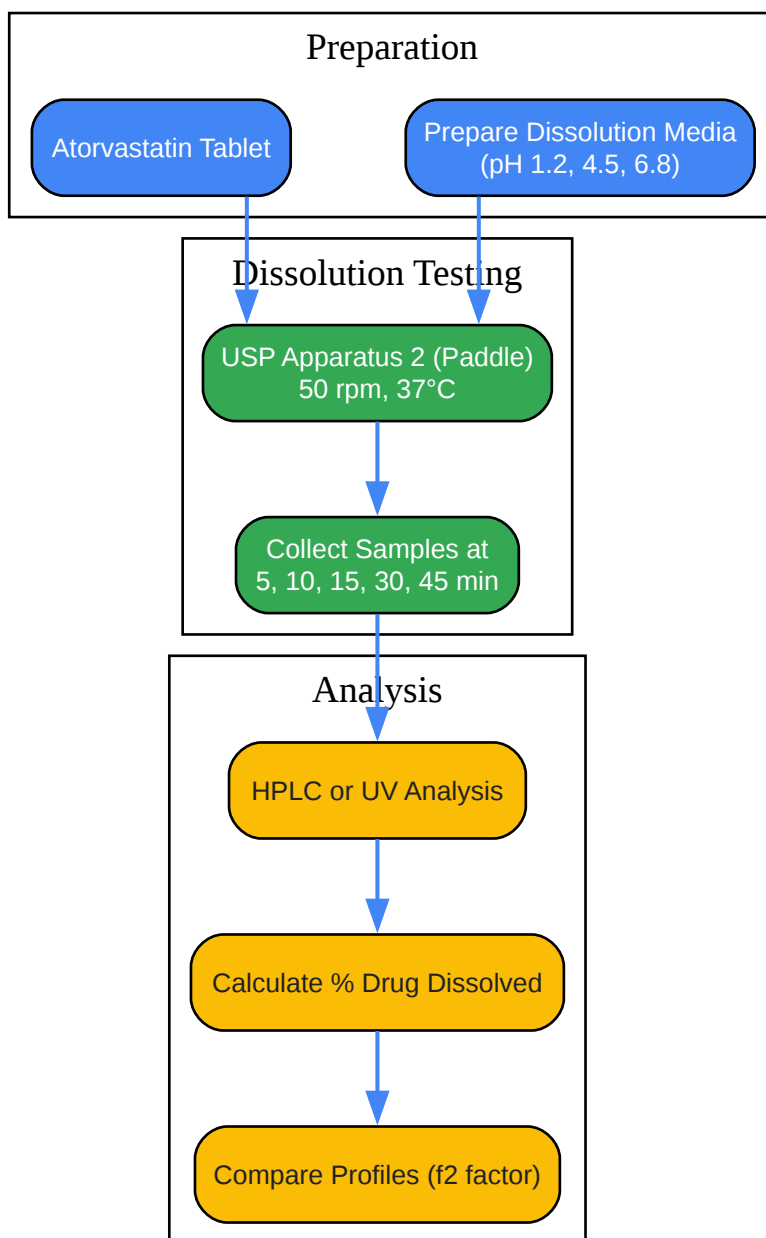 Preparation
Atorvastatin Tablet
Prepare Dissolution Media
(pH 1.2, 4.5, 6.8)
Dissolution Testing
USP Apparatus 2 (Paddle)
50 rpm, 37°C
Collect Samples at
5, 10, 15, 30, 45 min
Analysis
HPLC or UV Analysis
Calculate % Drug Dissolved
Compare Profiles (f2 factor)